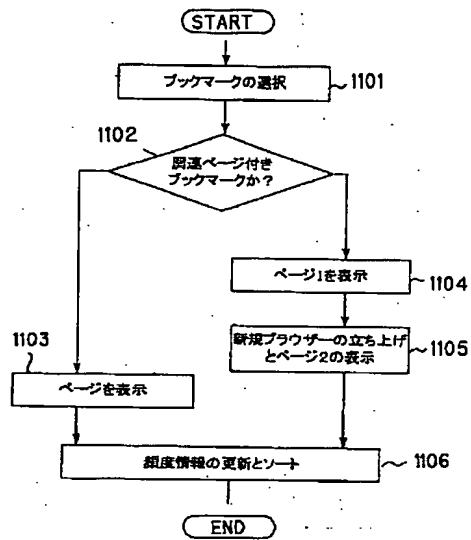 START
ブックマークの選択
1101
1102
関連ページ付き
ブックマークか?
ページ1を表示
1104
新規ブラウザーの立ち上げ
とページ2の表示
1105
1103
ページを表示
頻度情報の更新とソート
1106
END